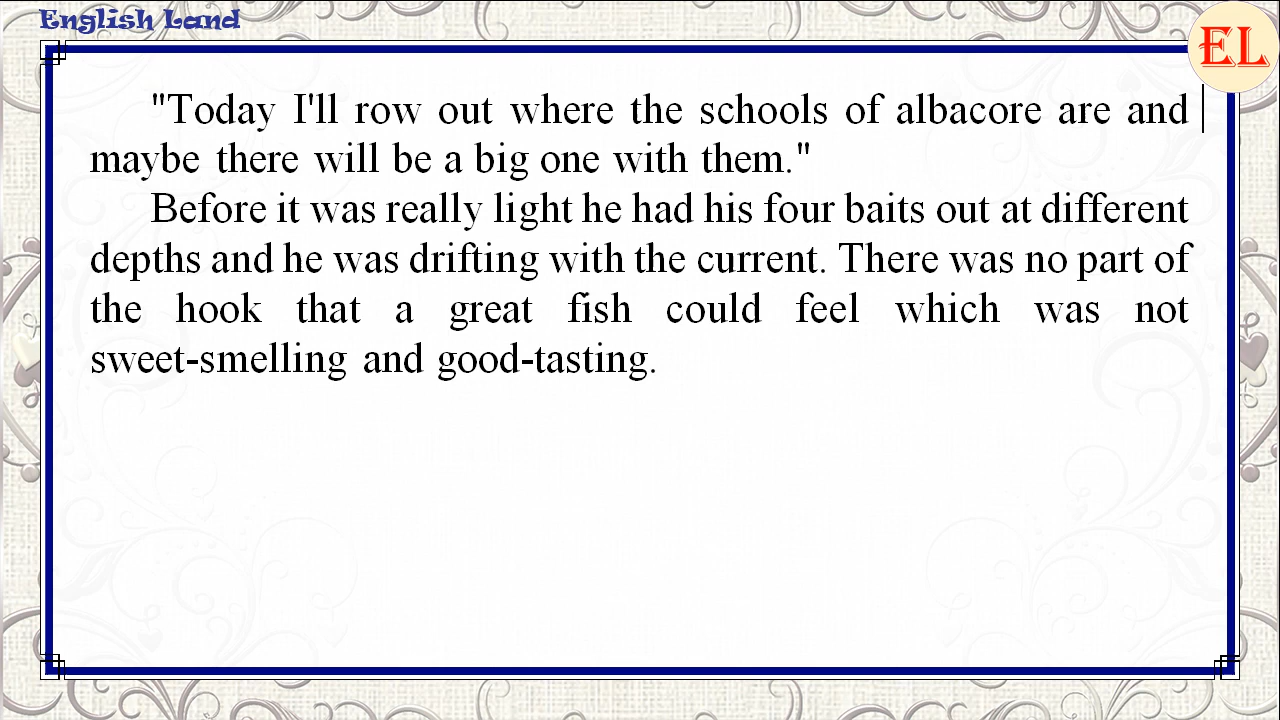 English Land
EL
"Today I'll row out where the schools of albacore are and
maybe there will be a big one with them."
Before it was really light he had his four baits out at different
depths and he was drifting with the current. There was no part of
the hook that a great fish could feel which was not
sweet-smelling and good-tasting.